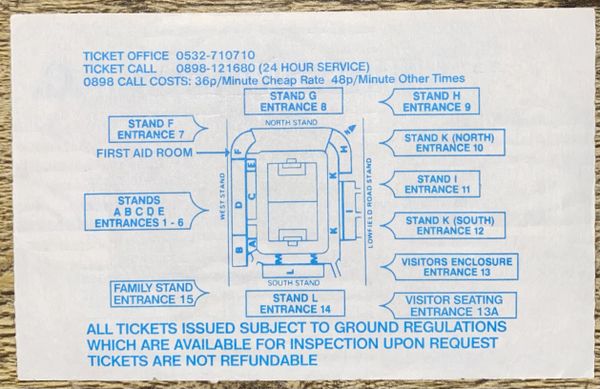 TICKET OFFICE 0532-710710
TICKET CALL 0898-121680 (24 HOUR SERVICE)
0898 CALL COSTS: 36p/Minute Cheap Rate 48p/Minute Other Times
STAND G
ENTRANCE 8
STAND H
ENTRANCE 9
STAND F
ENTRANCE 7
NORTH STAND
STAND K (NORTH)
ENTRANCE 10
FIRST AID ROOM
F
E
H
K
STANDS
A B C D E
ENTRANCES 1 - 6
WEST STAND
D
C
I
LOWFIELD ROAD STAND
STAND I
ENTRANCE 11
K
STAND K (SOUTH)
ENTRANCE 12
B
A
M
L
M
SOUTH STAND
VISITORS ENCLOSURE
ENTRANCE 13
FAMILY STAND
ENTRANCE 15
STAND L
ENTRANCE 14
VISITOR SEATING
ENTRANCE 13A
ALL TICKETS ISSUED SUBJECT TO GROUND REGULATIONS
WHICH ARE AVAILABLE FOR INSPECTION UPON REQUEST
TICKETS ARE NOT REFUNDABLE